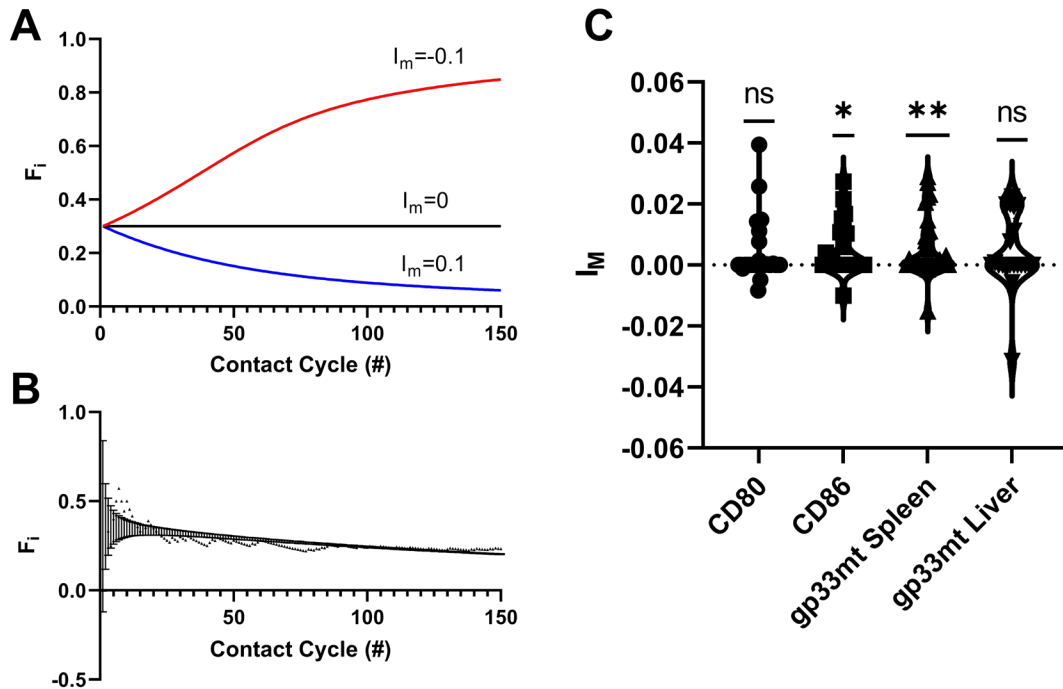 A
1.0
0.8
0.6
0.4
0.2
0.0
Fi
Im=-0.1
Im=0
Im=0.1
0
50
100
150
Contact Cycle (#)
B
1.0
0.5
0.0
-0.5
Fi
50
100
150
Contact Cycle (#)
C
0.06
0.04
0.02
0.00
-0.02
-0.04
-0.06
IM
ns
*
**
ns
CD80
CD86
gp33mt Spleen
gp33mt Liver